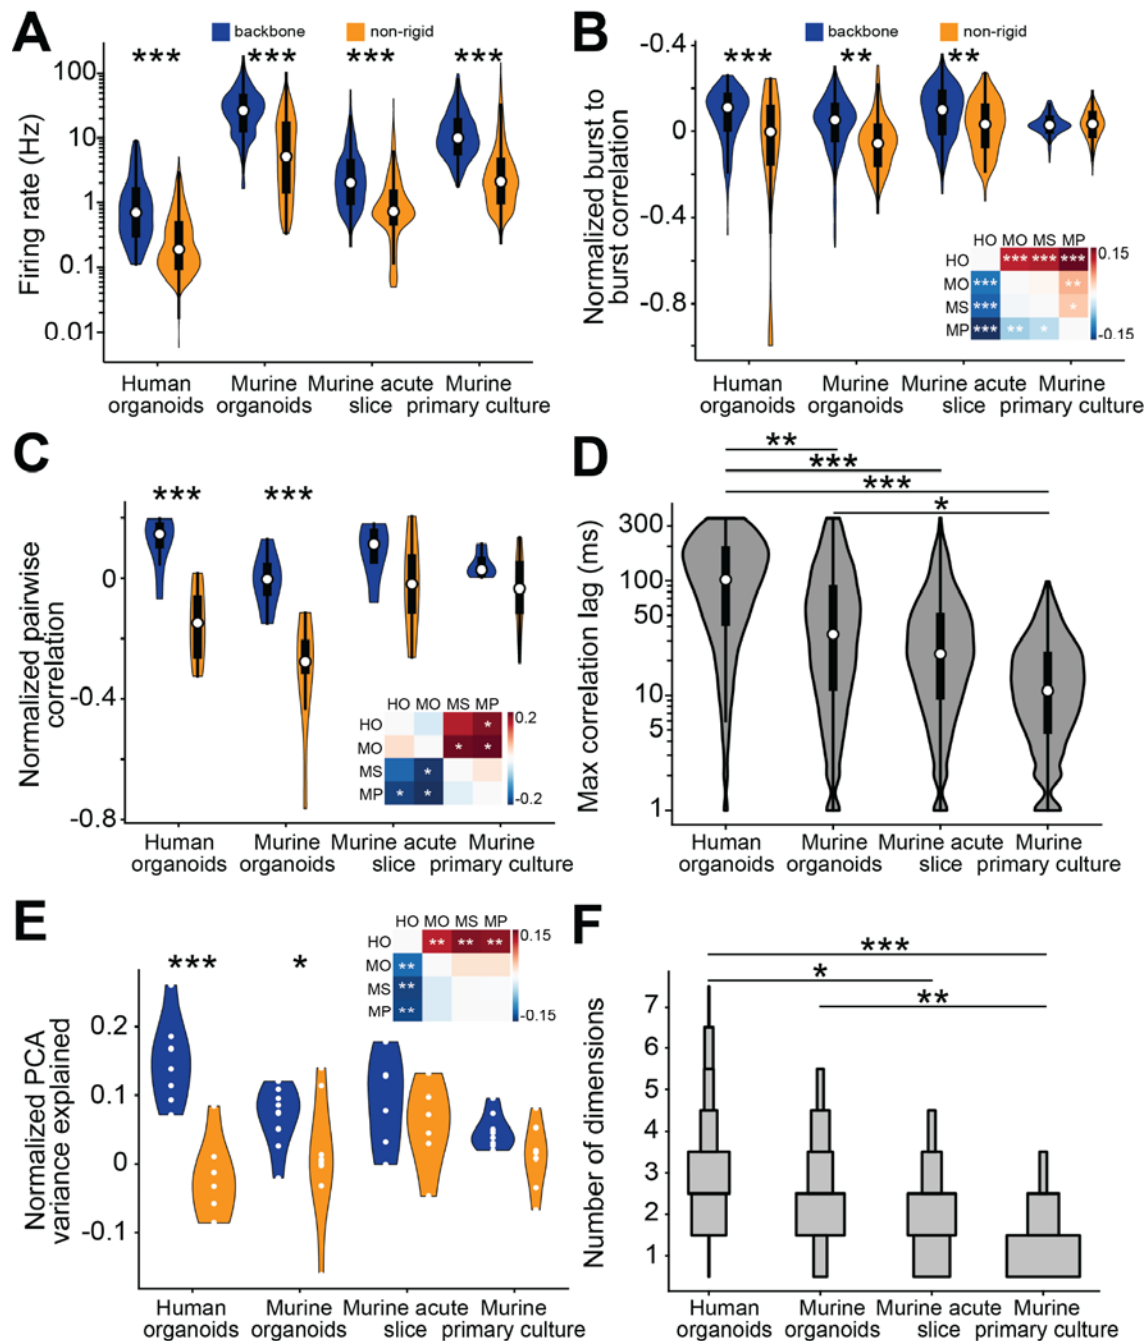 A
backbone
non-rigid
***
***
***
***
Firing rate (Hz)
100
10
1
0.1
0.01
Human
organoids
Murine
organoids
Murine acute
slice
Murine
primary culture
B
backbone
non-rigid
***
**
**
Normalized burst to
burst correlation
-0.4
0
-0.4
-0.8
HO MO MS MP
HO *** *** *** 0.15
MO *** **
MS *** *
MP *** ** * -0.15
Human
organoids
Murine
organoids
Murine acute
slice
Murine
primary culture
C
***
***
Normalized pairwise
correlation
0
-0.4
-0.8
HO MO MS MP
HO * 0.2
MO * *
MS *
MP * * -0.2
Human
organoids
Murine
organoids
Murine acute
slice
Murine
primary culture
D
**
***
***
*
Max correlation lag (ms)
300
100
50
10
5
1
Human
organoids
Murine
organoids
Murine acute
slice
Murine
primary culture
E
***
*
Normalized PCA
variance explained
0.2
0.1
0
-0.1
HO MO MS MP
HO ** ** ** 0.15
MO **
MS **
MP ** -0.15
Human
organoids
Murine
organoids
Murine acute
slice
Murine
primary culture
F
***
*
**
Number of dimensions
7
6
5
4
3
2
1
Human
organoids
Murine
organoids
Murine acute
slice
Murine
primary culture